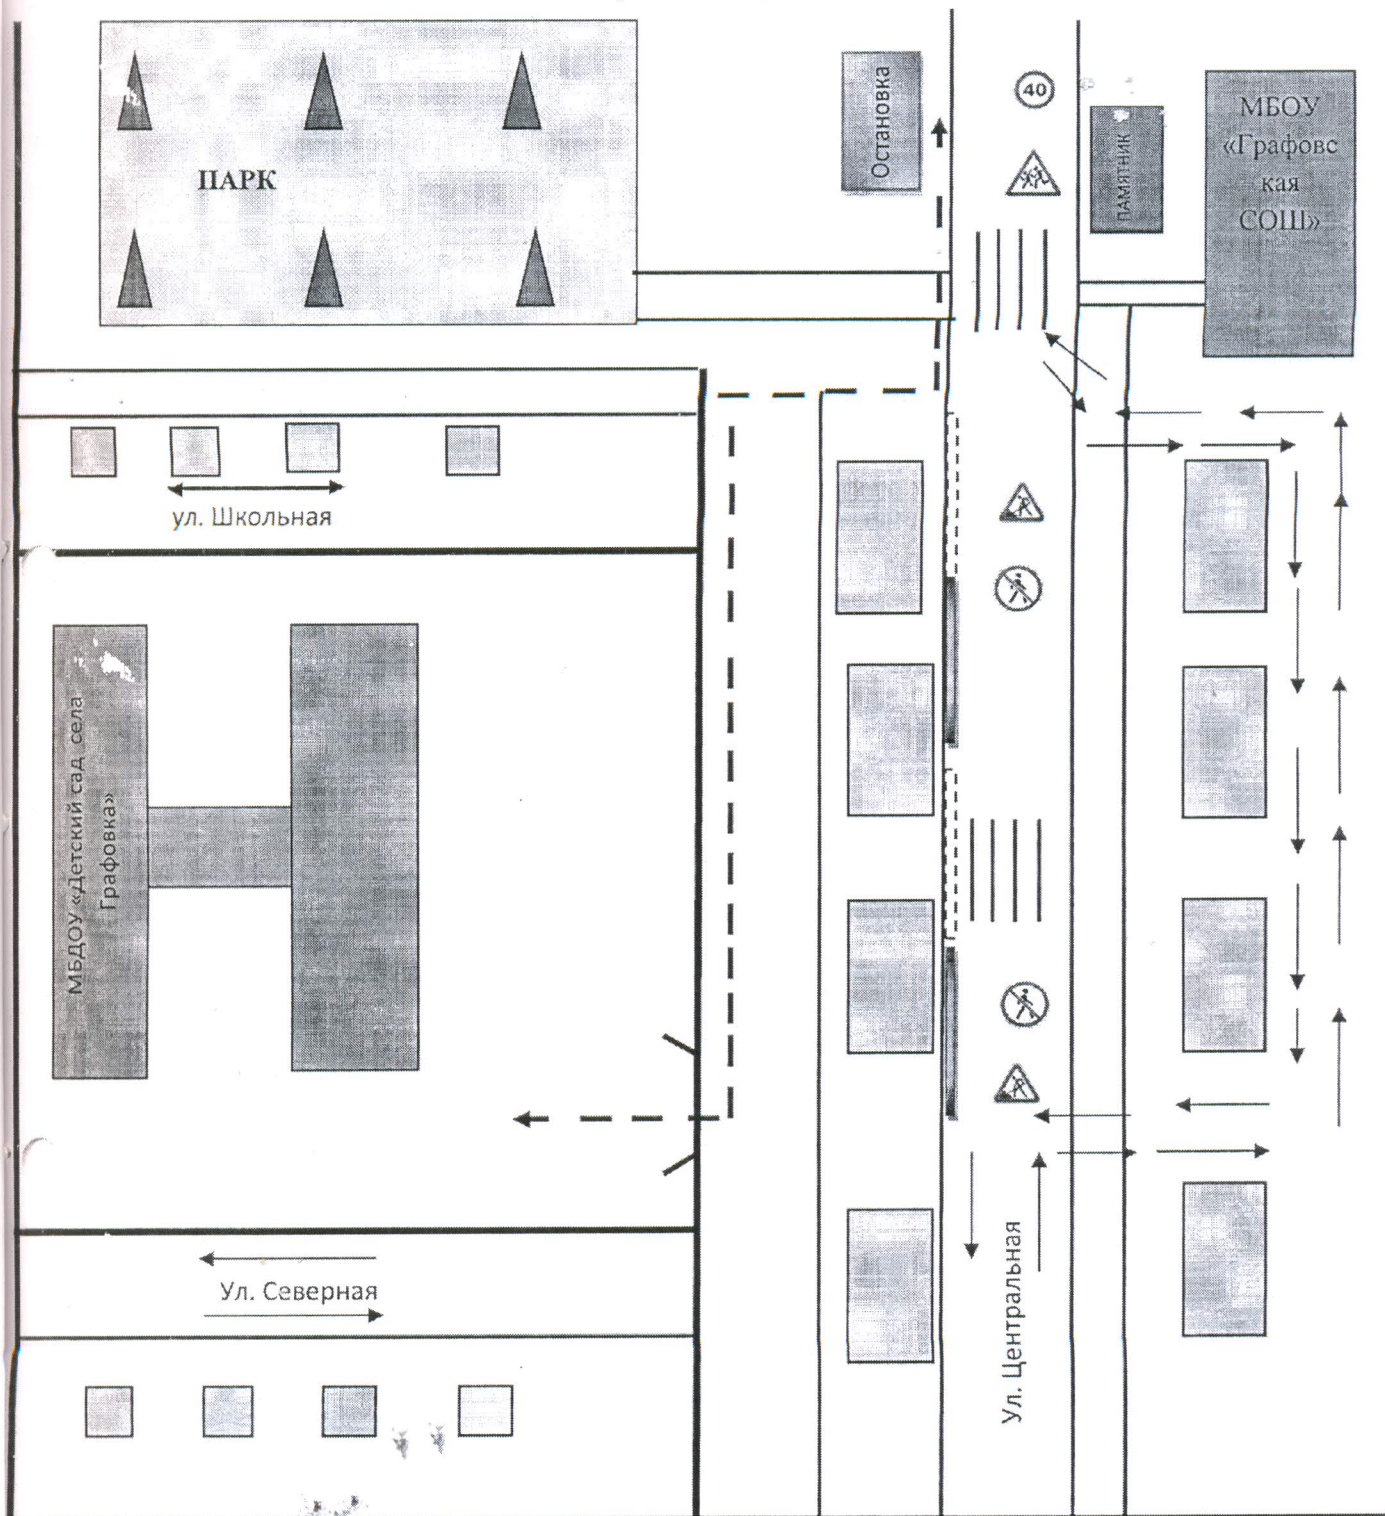 Остановка
40
ПАМЯТНИК
МБОУ
«Графовс
кая
СОШ»
ПАРК
ул. Школьная
МБДОУ «Детский сад села
Графовка»
Ул. Северная
Ул. Центральная